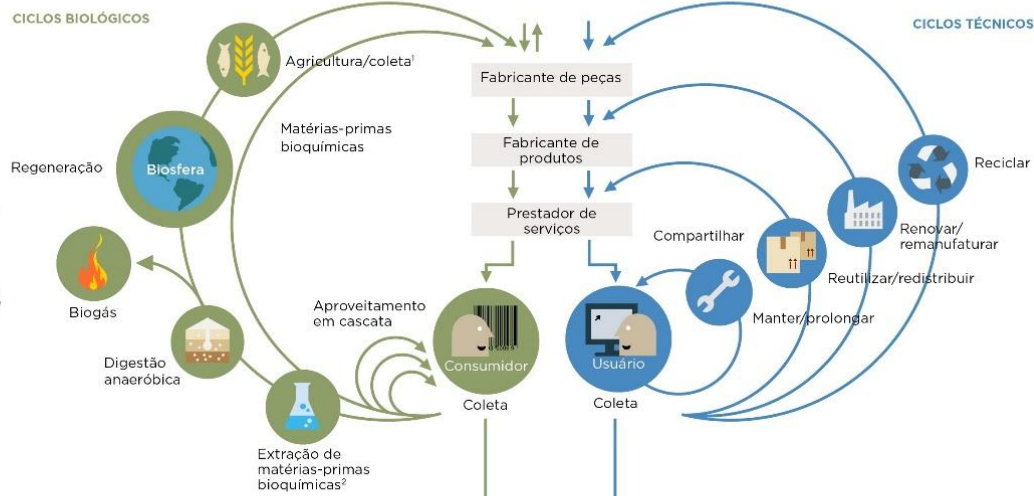 CICLOS BIOLÓGICOS
CICLOS TÉCNICOS
Agricultura/coleta¹
Matérias-primas
bioquímicas
Regeneração
Biosfera
Biogás
Digestão
anaeróbica
Extração de
matérias-primas
bioquímicas²
Aproveitamento
em cascata
Fabricante de peças
Fabricante de
produtos
Prestador de
serviços
Consumidor
Coleta
Usuário
Coleta
Compartilhar
Manter/prolongar
Reutilizar/redistribuir
Renovar/
remanufaturar
Reciclar